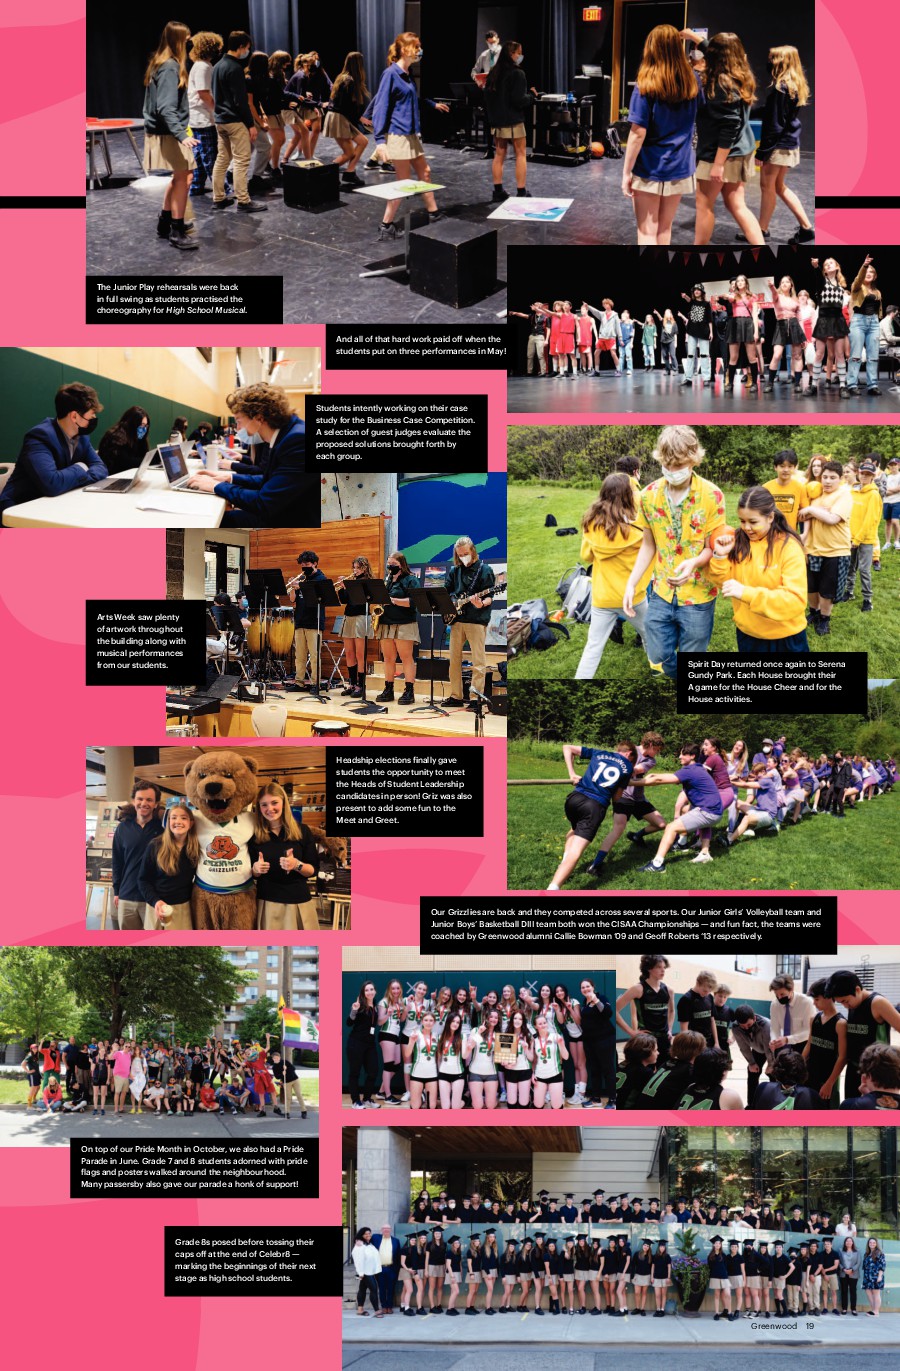 EXIT
The Junior Play rehearsals were back
in full swing as students practised the
choreography for High School Musical.
And all of that hard work paid off when the
students put on three performances in May!
Students intently working on their case
study for the Business Case Competition.
A selection of guest judges evaluate the
proposed solutions brought forth by
each group.
Arts Week saw plenty
of artwork throughout
the building along with
musical performances
from our students.
Spirit Day returned once again to Serena
Gundy Park. Each House brought their
A game for the House Cheer and for the
House activities.
19
Headship elections finally gave
students the opportunity to meet
the Heads of Student Leadership
candidates in person! Griz was also
present to add some fun to the
Meet and Greet.
GREENWOOD
GRIZZLIES
Our Grizzlies are back and they competed across several sports. Our Junior Girls' Volleyball team and
Junior Boys' Basketball DIII team both won the CISAA Championships — and fun fact, the teams were
coached by Greenwood alumni Callie Bowman '09 and Geoff Roberts '13 respectively.
On top of our Pride Month in October, we also had a Pride
Parade in June. Grade 7 and 8 students adorned with pride
flags and posters walked around the neighbourhood.
Many passersby also gave our parade a honk of support!
Grade 8s posed before tossing their
caps off at the end of Celebr8 —
marking the beginnings of their next
stage as high school students.
Greenwood 19